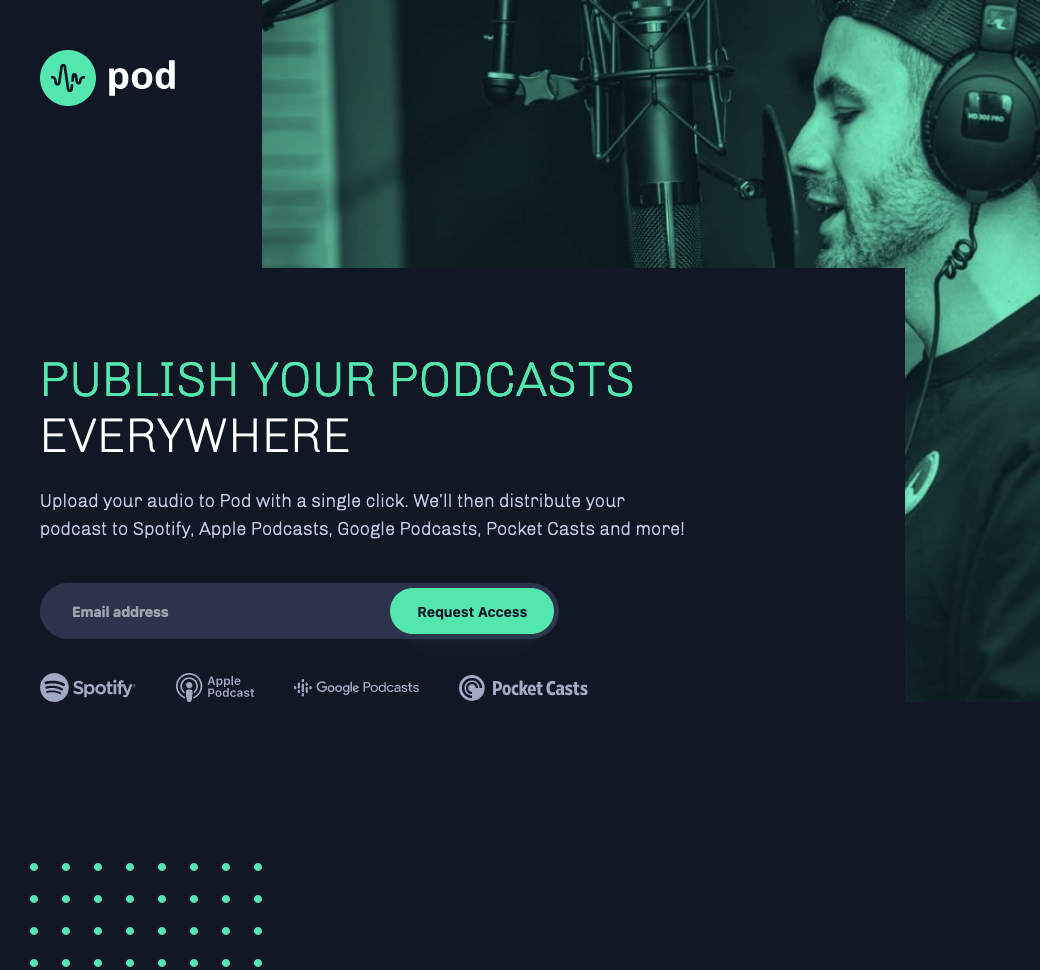 pod
HD 300 PRO
PUBLISH YOUR PODCASTS
EVERYWHERE
Upload your audio to Pod with a single click. We’ll then distribute your
podcast to Spotify, Apple Podcasts, Google Podcasts, Pocket Casts and more!
Email address
Request Access
Spotify
Apple
Podcast
Google Podcasts
Pocket Casts